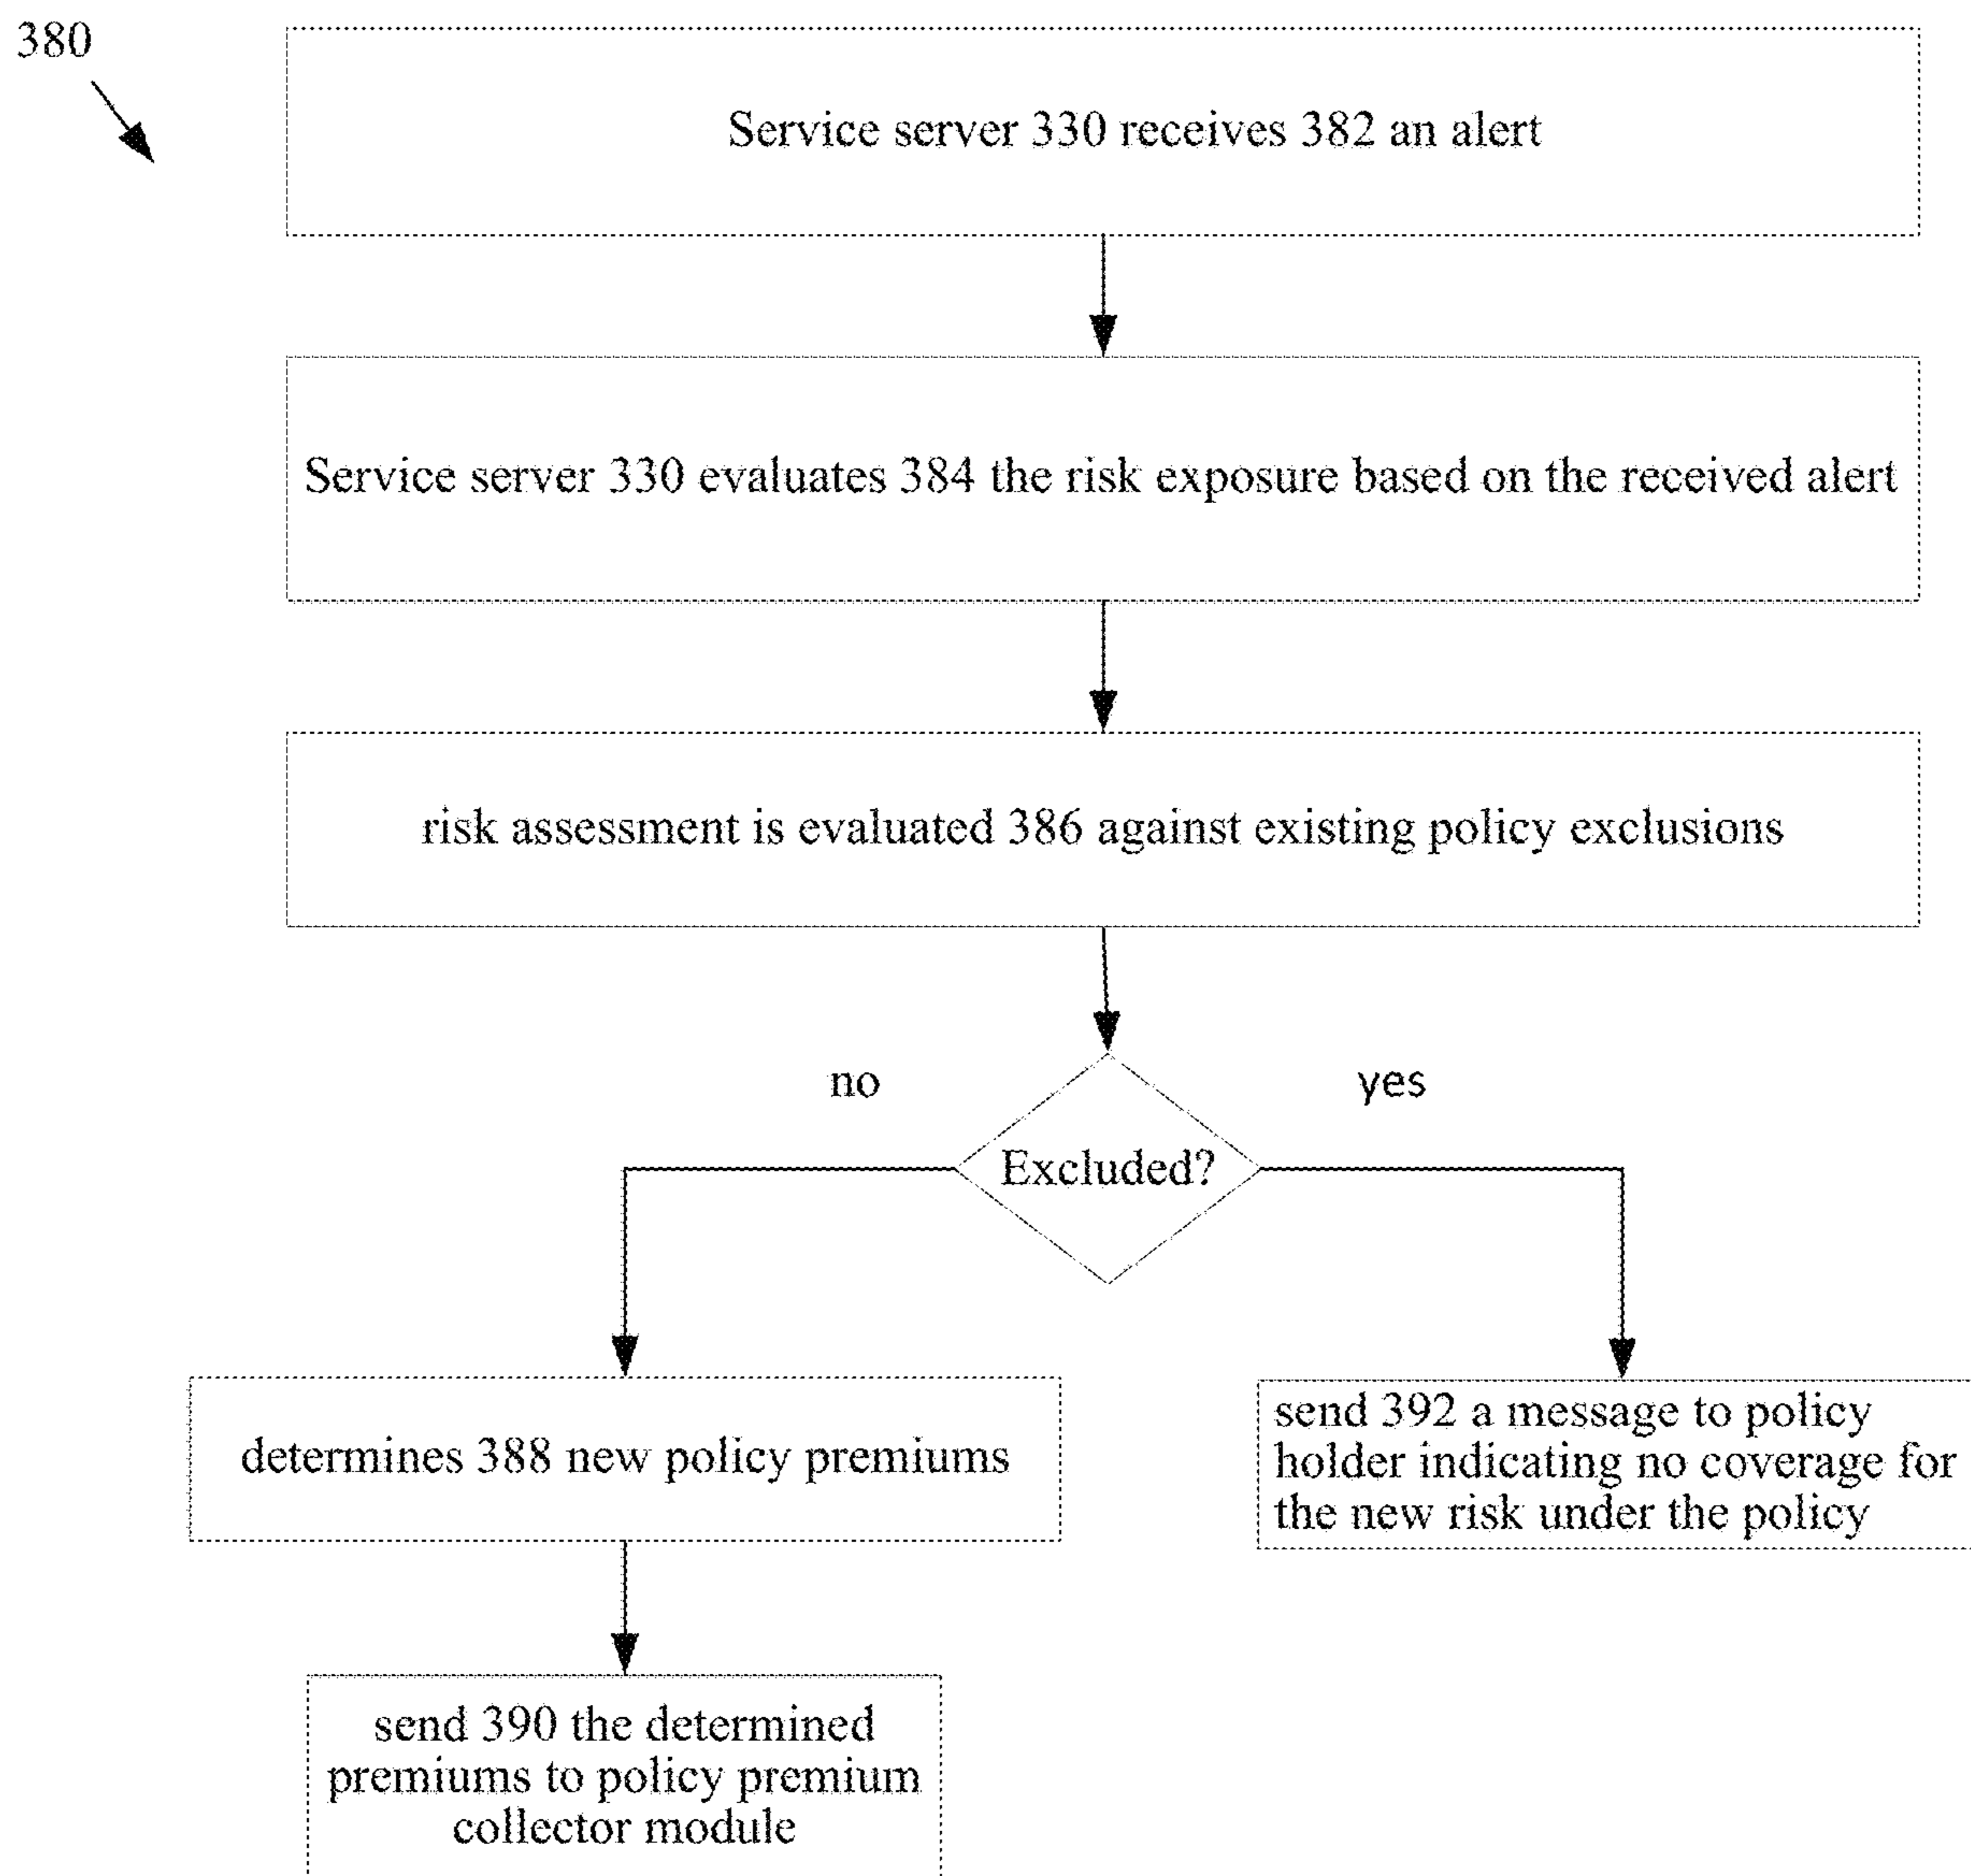 380
Service server 330 receives 382 an alert
Service server 330 evaluates 384 the risk exposure based on the received alert
risk assessment is evaluated 386 against existing policy exclusions
no
yes
Excluded?
determines 388 new policy premiums
send 392 a message to policy
holder indicating no coverage for
the new risk under the policy
send 390 the determined
premiums to policy premium
collector module